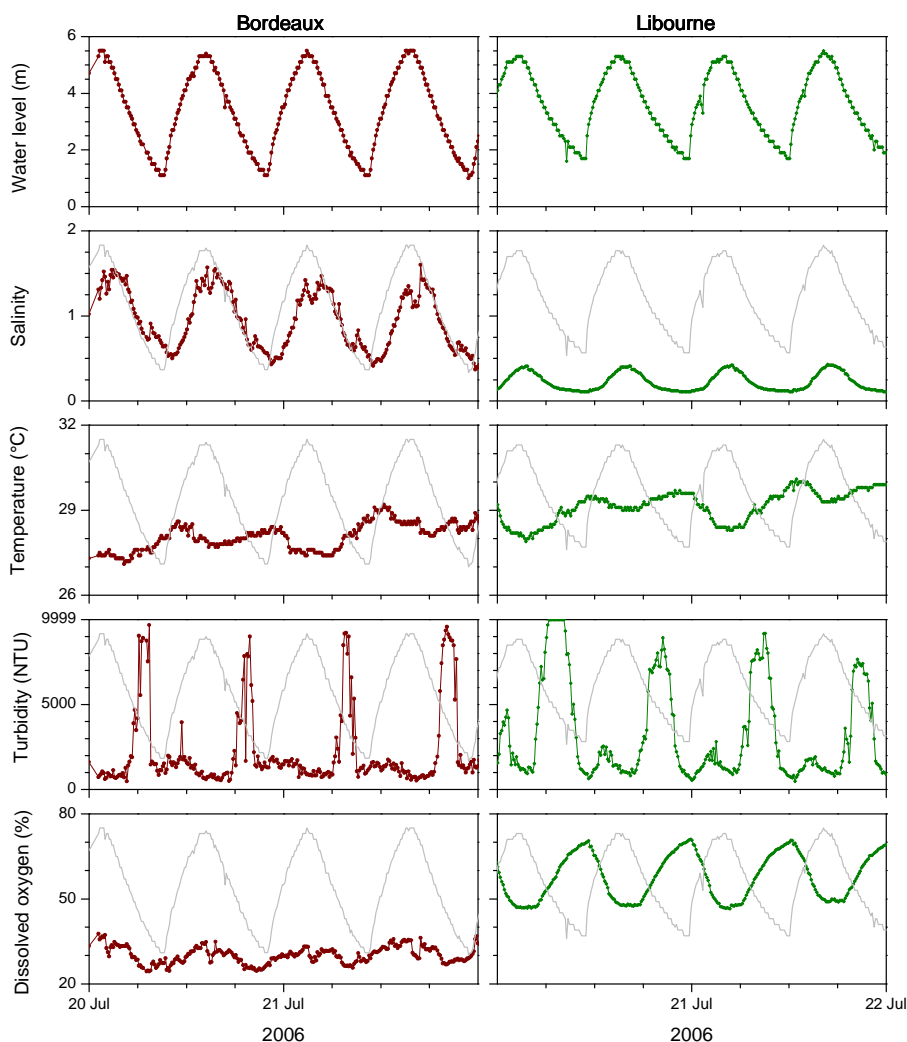 Bordeaux
Libourne
Water level (m)
6
4
2
0
Salinity
2
1
0
Temperature (°C)
32
29
26
Turbidity (NTU)
9999
5000
0
Dissolved oxygen (%)
80
50
20
20 Jul
21 Jul
21 Jul
22 Jul
2006
2006